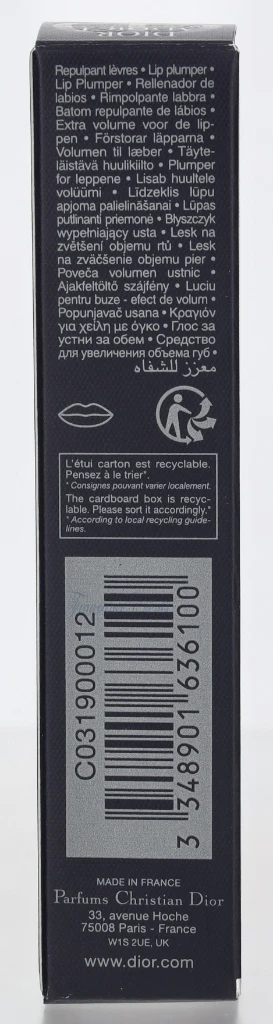 DIOR
Repulpant lèvres • Lip plumper •
Lip Plumper • Rellenador de
labios • Rimpolpante labbra •
Batom repulpante de lábios •
Extra volume voor de lip-
pen • Förstorar läpparna •
Volumen til læber • Täyte-
läistävä huulikiilto • Plumper
for leppene • Lisab huultele
volüümi • Līdzeklis lūpu
apjoma palielināšanai • Lūpas
putlinanti priemonė • Błyszczyk
wypełniający usta • Lesk na
zvětšení objemu rtů • Lesk
na zväčšenie objemu pier •
Poveča volumen ustnic •
Ajakfeltöltő szájfény • Luciu
pentru buze - efect de volum •
Popunjavač usana • Κραγιόν
για χείλη με όγκο • Глос за
устни за обем • Средство
для увеличения объема губ •
معزز للشفاه
L'étui carton est recyclable.
Pensez à le trier*.
* Consignes pouvant varier localement.
The cardboard box is recyc-
lable. Please sort it accordingly.*
* According to local recycling guide-
lines.
C031900012
3 348901 636100
MADE IN FRANCE
Parfums Christian Dior
33, avenue Hoche
75008 Paris - France
W1S 2UE, UK
www.dior.com